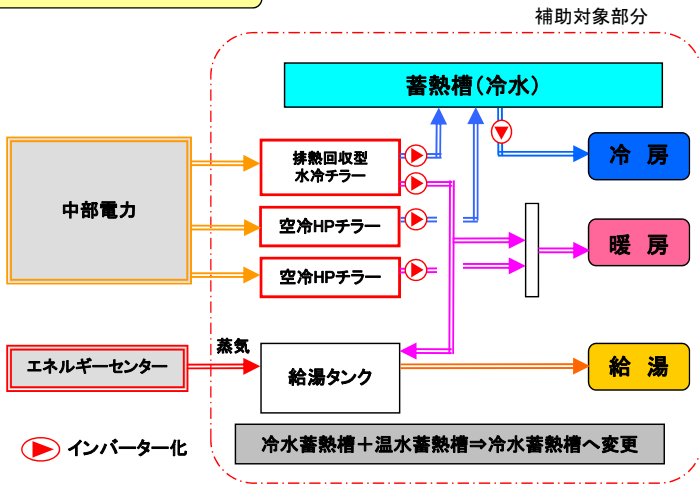 補助対象部分
蓄熱槽（冷水）
排熱回収型
水冷チラー
冷 房
中部電力
空冷HPチラー
暖 房
空冷HPチラー
蒸気
エネルギーセンター
給湯タンク
給 湯
インバーター化
冷水蓄熱槽＋温水蓄熱槽⇒冷水蓄熱槽へ変更